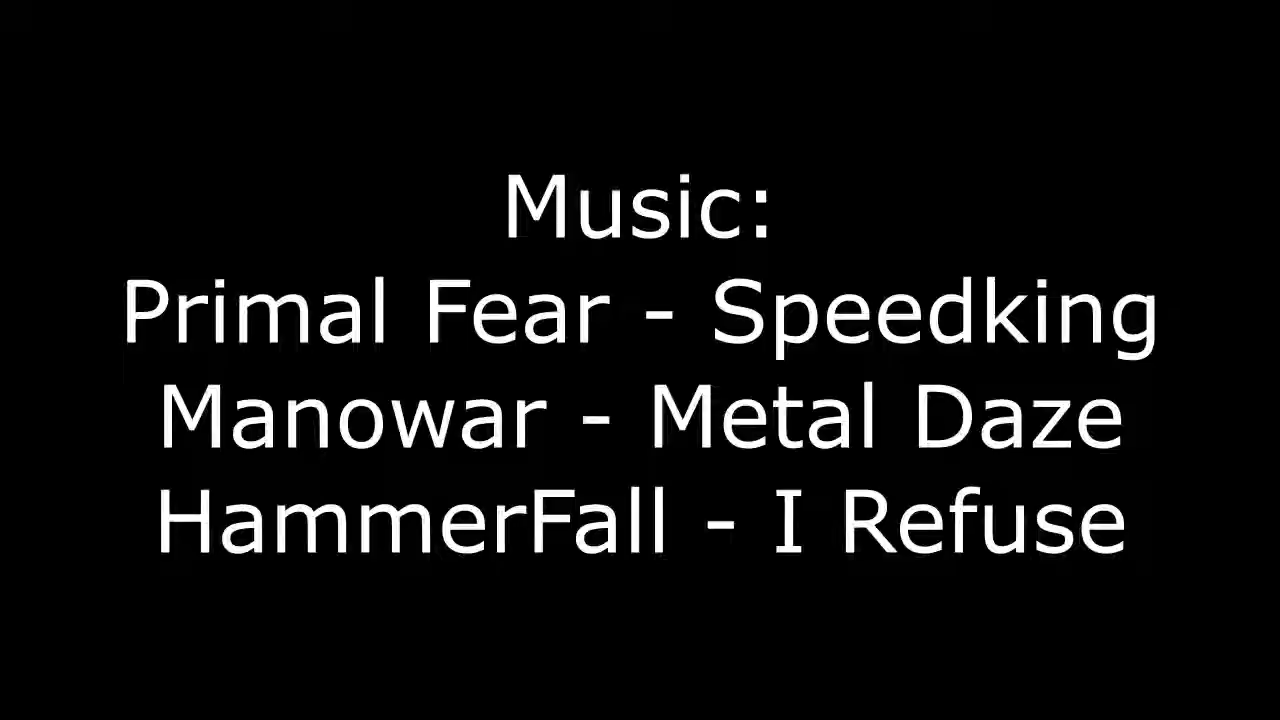 Music:
Primal Fear - Speedking
Manowar - Metal Daze
HammerFall - I Refuse